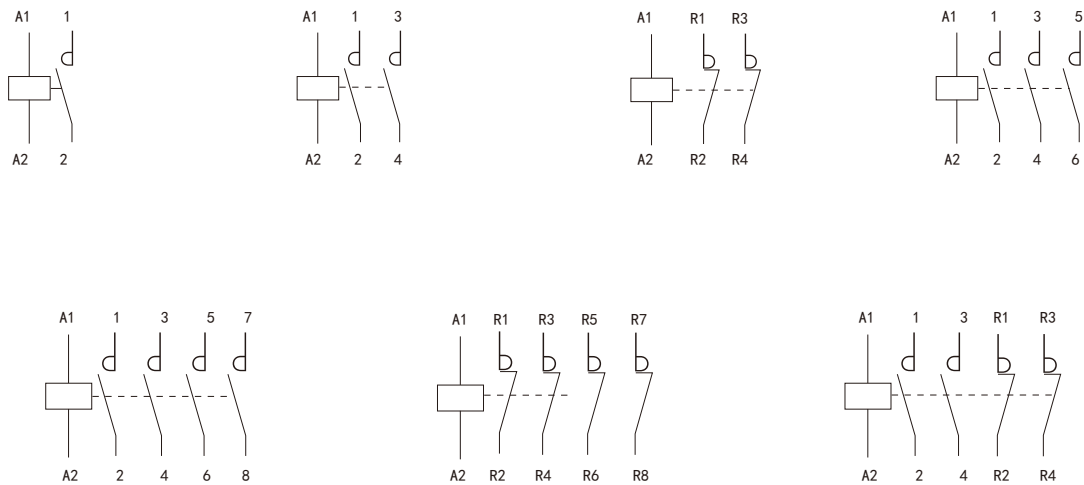 A1 1 A1 1 3 A1 R1 R3 A1 1 3 5
A2 2 A2 2 4 A2 R2 R4 A2 2 4 6
A1 1 3 5 7 A1 R1 R3 R5 R7 A1 1 3 R1 R3
A2 2 4 6 8 A2 R2 R4 R6 R8 A2 2 4 R2 R4